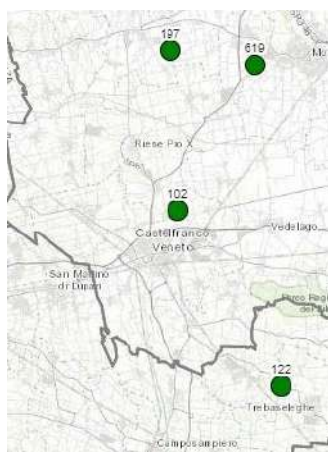 197
619
Riese Pio X
102
Castelfranco
Veneto
Vedelago
San Martino
di Lupari
122
Trebaseleghe
Camposampiero